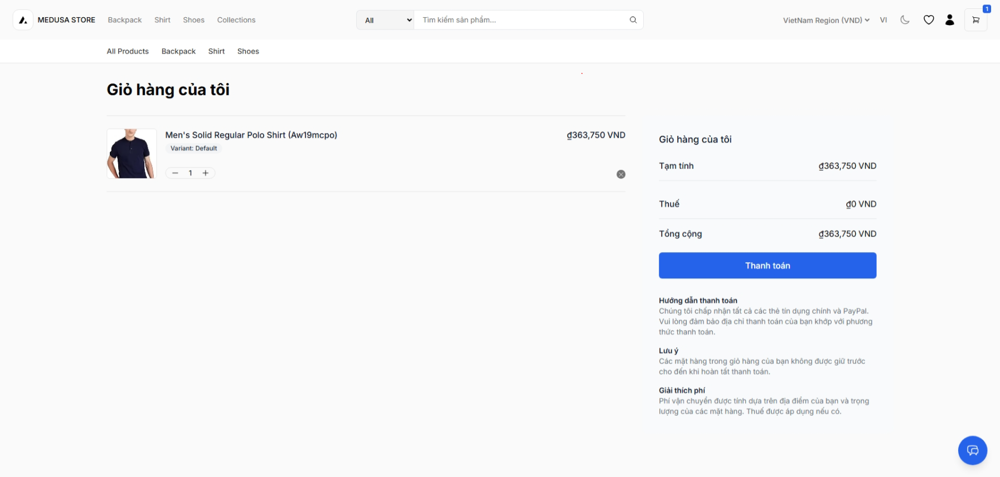 MEDUSA STORE
Backpack
Shirt
Shoes
Collections
All
Tìm kiếm sản phẩm...
VietNam Region (VND)
VI
1
All Products
Backpack
Shirt
Shoes
Giỏ hàng của tôi
Men's Solid Regular Polo Shirt (Aw19mcpo)
₫363,750 VND
Variant: Default
1
Giỏ hàng của tôi
Tạm tính ₫363,750 VND
Thuế ₫0 VND
Tổng cộng ₫363,750 VND
Thanh toán
Hướng dẫn thanh toán
Chúng tôi chấp nhận tất cả các thẻ tín dụng chính và PayPal.
Vui lòng đảm bảo địa chỉ thanh toán của bạn khớp với phương
thức thanh toán.
Lưu ý
Các mặt hàng trong giỏ hàng của bạn không được giữ trước
cho đến khi hoàn tất thanh toán.
Giải thích phí
Phí vận chuyển được tính dựa trên địa điểm của bạn và trọng
lượng của các mặt hàng. Thuế được áp dụng nếu có.